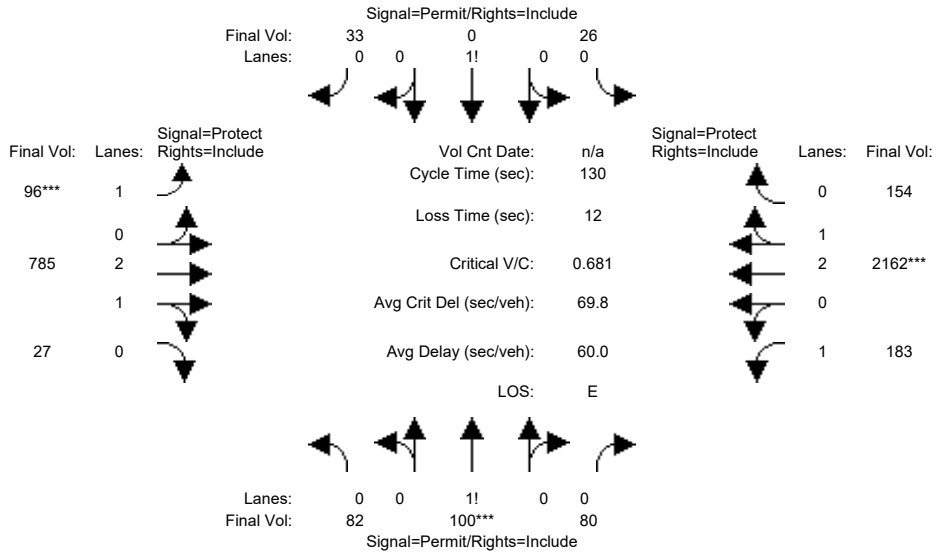 Signal=Permit/Rights=Include
Final Vol: 33 0 26
Lanes: 0 0 1! 0 0
Signal=Protect Signal=Protect
Final Vol: Lanes: Rights=Include Vol Cnt Date: n/a Rights=Include Lanes: Final Vol:
Cycle Time (sec): 130
96*** 1 0 154
Loss Time (sec): 12
0 1
785 2 Critical V/C: 0.681 2 2162***
1 Avg Crit Del (sec/veh): 69.8 0
27 0 Avg Delay (sec/veh): 60.0 1 183
LOS: E
Lanes: 0 0 1! 0 0
Final Vol: 82 100*** 80
Signal=Permit/Rights=Include